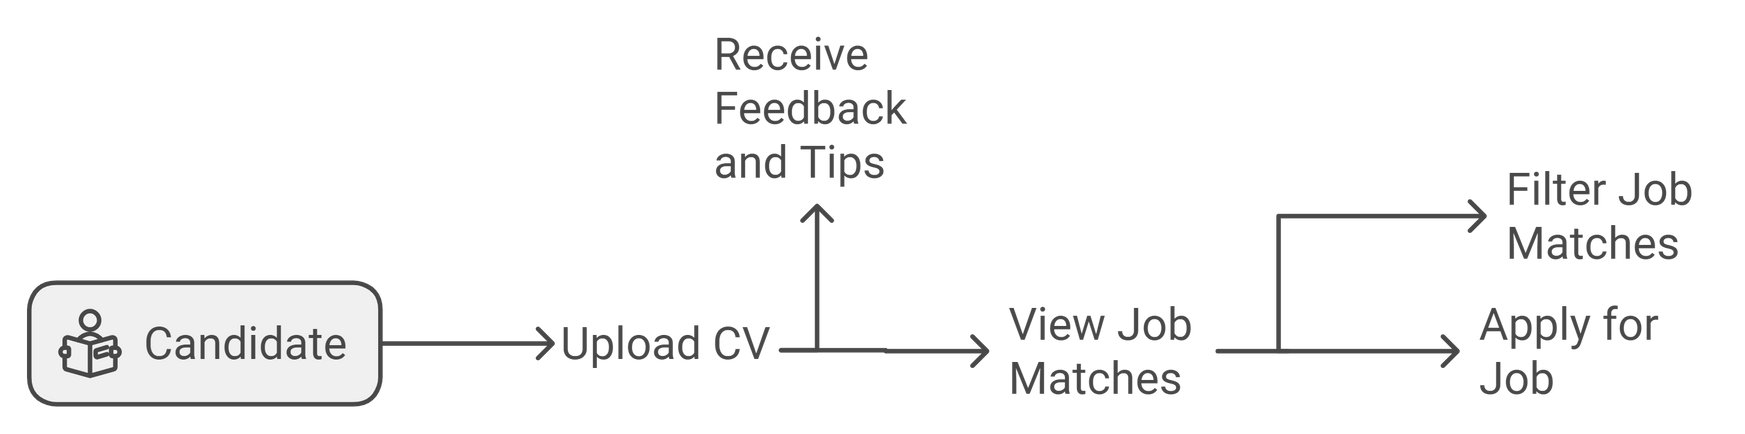 Receive
Feedback
and Tips
Candidate
Upload CV
View Job
Matches
Filter Job
Matches
Apply for
Job